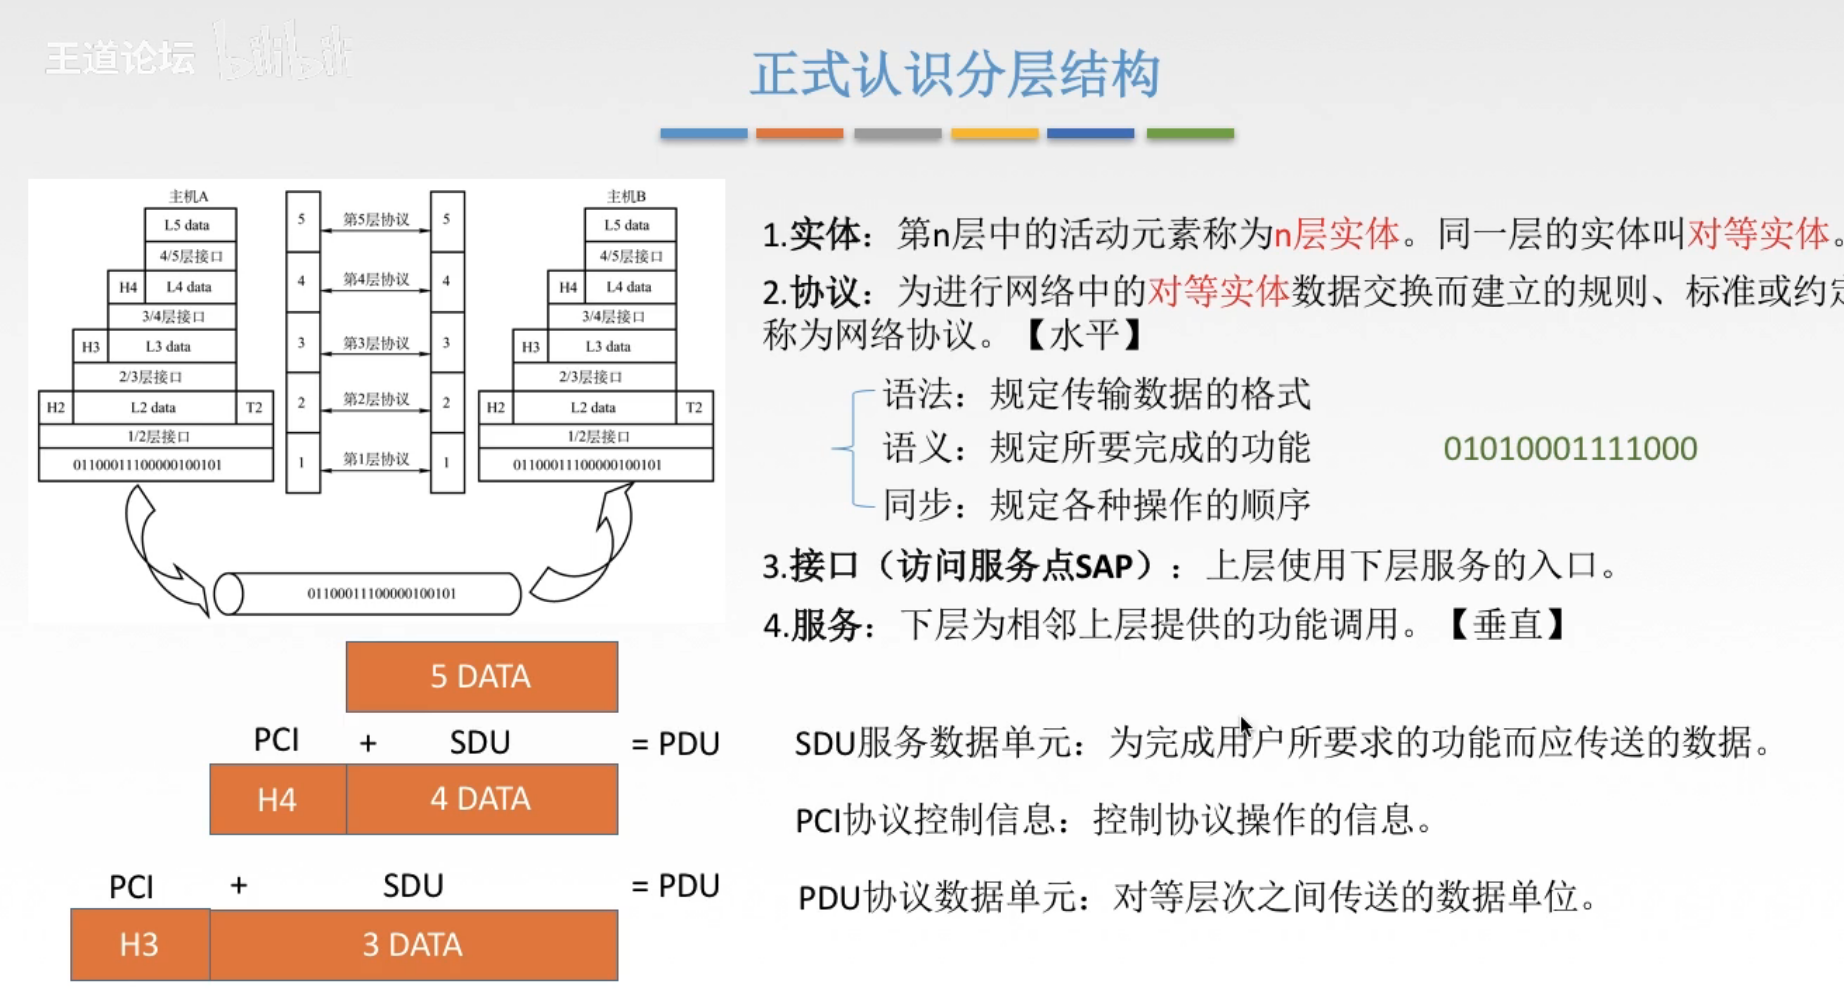 王道论坛 bilibili
正式认识分层结构
主机A
L5 data
4/5层接口
H4 L4 data
3/4层接口
H3 L3 data
2/3层接口
H2 L2 data T2
1/2层接口
01100011100000100101
5 第5层协议 5
4 第4层协议 4
3 第3层协议 3
2 第2层协议 2
1 第1层协议 1
主机B
L5 data
4/5层接口
H4 L4 data
3/4层接口
H3 L3 data
2/3层接口
H2 L2 data T2
1/2层接口
01100011100000100101
01100011100000100101
5 DATA
PCI + SDU = PDU
H4 4 DATA
PCI + SDU = PDU
H3 3 DATA
1.实体：第n层中的活动元素称为n层实体。同一层的实体叫对等实体。
2.协议：为进行网络中的对等实体数据交换而建立的规则、标准或约定
称为网络协议。【水平】
语法：规定传输数据的格式
语义：规定所要完成的功能
01010001111000
同步：规定各种操作的顺序
3.接口（访问服务点SAP）：上层使用下层服务的入口。
4.服务：下层为相邻上层提供的功能调用。【垂直】
SDU服务数据单元：为完成用户所要求的功能而应传送的数据。
PCI协议控制信息：控制协议操作的信息。
PDU协议数据单元：对等层次之间传送的数据单位。